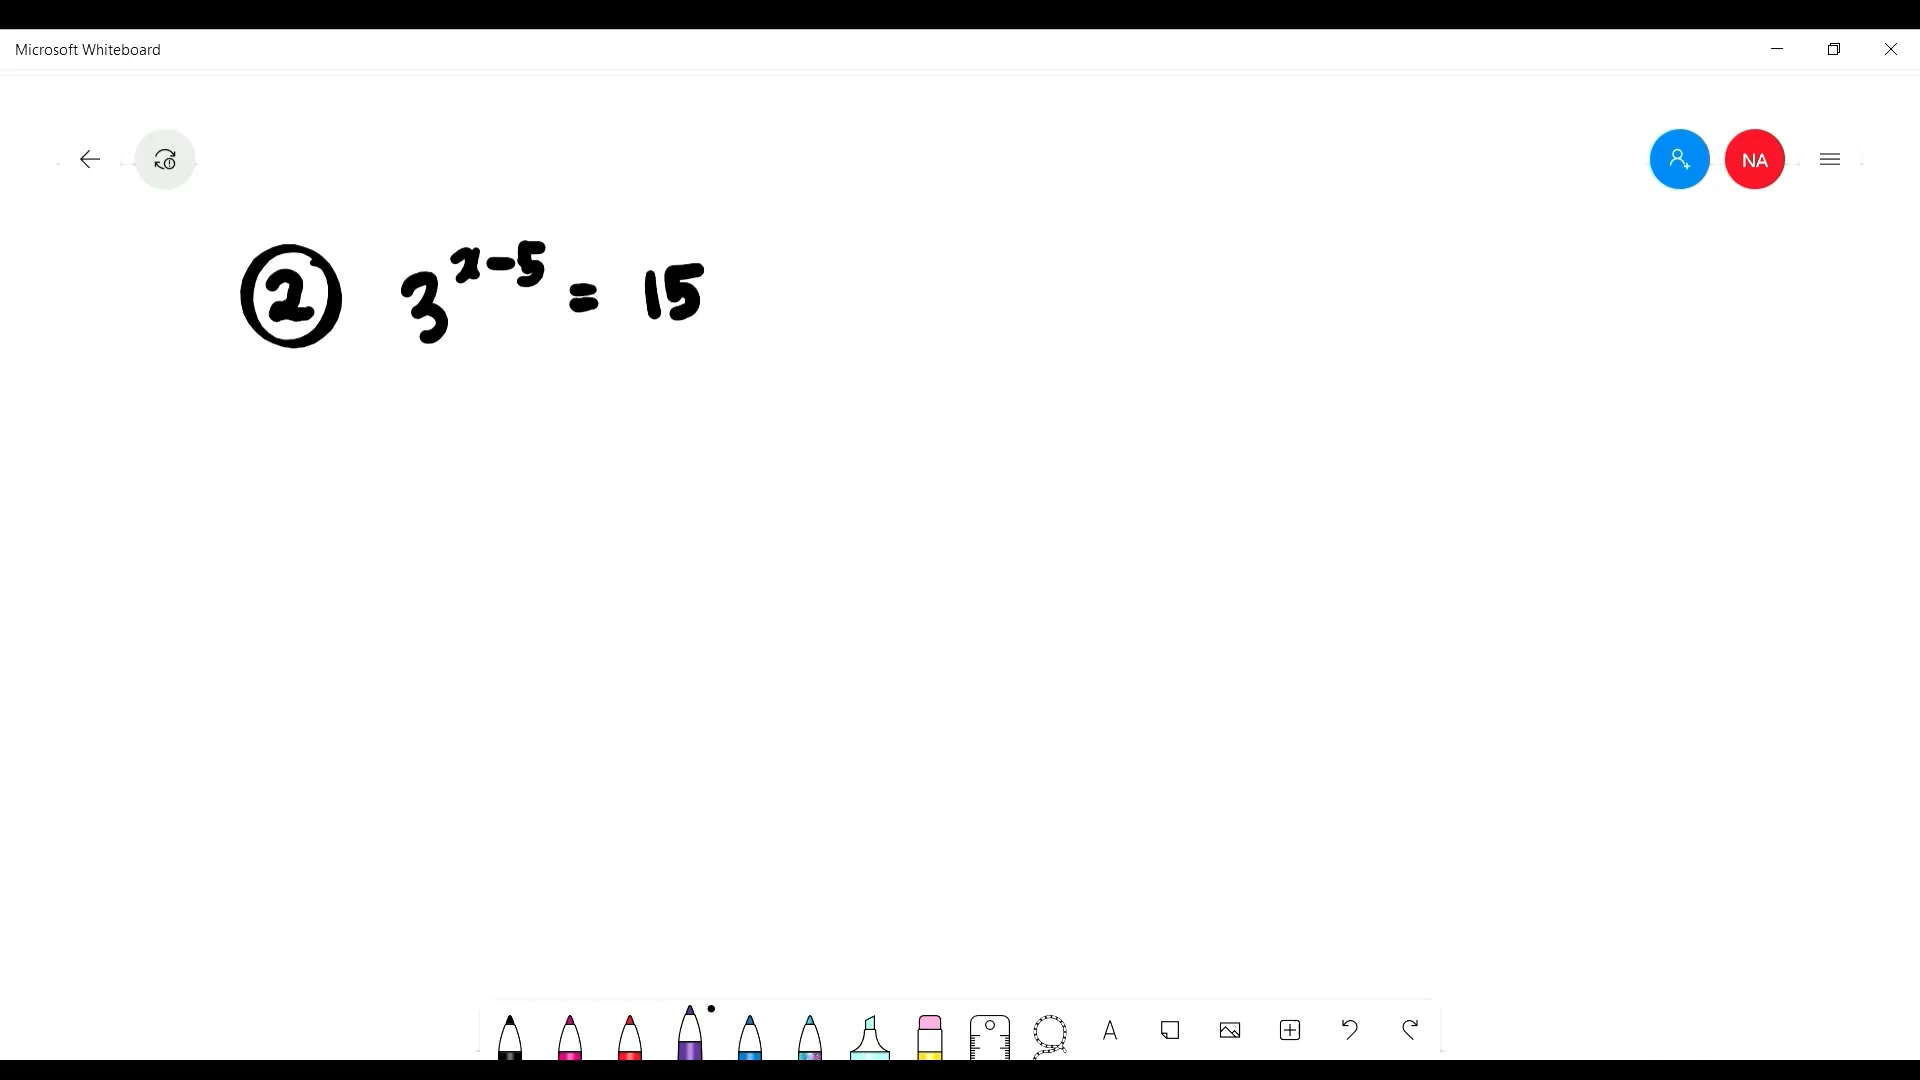 Microsoft Whiteboard
NA
② 3^{x-5} = 15
A